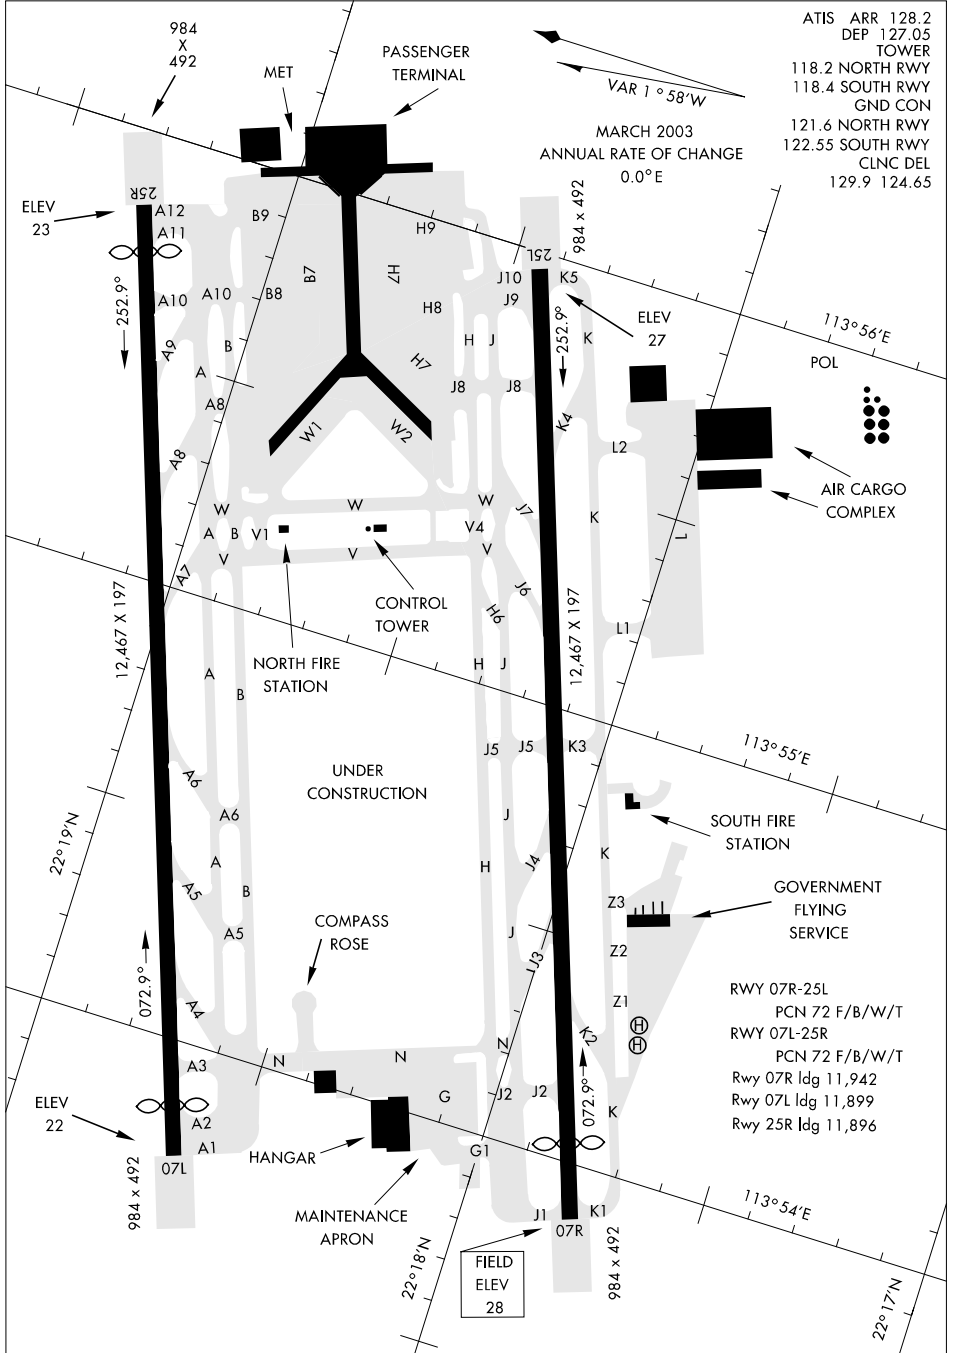 ATIS ARR 128.2
DEP 127.05
TOWER
118.2 NORTH RWY
118.4 SOUTH RWY
GND CON
121.6 NORTH RWY
122.55 SOUTH RWY
CLNC DEL
129.9 124.65
984
X
492
MET
PASSENGER
TERMINAL
VAR 1°58'W
MARCH 2003
ANNUAL RATE OF CHANGE
0.0°E
984 x 492
25R
ELEV
23
A12
A11
B9
H9
25L
B7
H7
J10
K5
A10
A10
B8
H8
J9
252.9°
252.9°
ELEV
27
113°56'E
A9
B
H
J
K
H7
POL
A
J8
J8
A8
K4
W1
W2
A8
L2
AIR CARGO
COMPLEX
W
W
W
J7
K
A
B
V1
V4
L
V
V
V
A7
J6
12,467 X 197
CONTROL
TOWER
H6
12,467 X 197
L1
NORTH FIRE
STATION
A
B
H
J
J5
J5
K3
113°55'E
UNDER
CONSTRUCTION
A6
A6
J
SOUTH FIRE
STATION
22°19'N
A
H
J4
K
A5
B
Z3
GOVERNMENT
FLYING
SERVICE
COMPASS
ROSE
A5
J
J3
Z2
072.9°
A4
Z1
RWY 07R-25L
PCN 72 F/B/W/T
RWY 07L-25R
PCN 72 F/B/W/T
Rwy 07R ldg 11,942
Rwy 07L ldg 11,899
Rwy 25R ldg 11,896
H
H
K2
N
N
N
A3
G
J2
J2
072.9°
K
ELEV
22
A2
A1
HANGAR
G1
07L
984 x 492
MAINTENANCE
APRON
J1
K1
07R
113°54'E
984 x 492
22°18'N
FIELD
ELEV
28
22°17'N